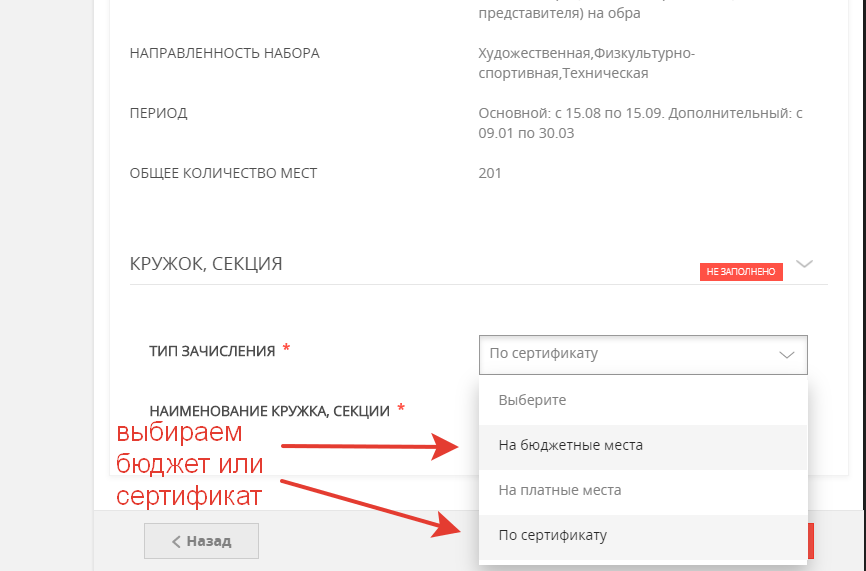 представителя) на обра
НАПРАВЛЕННОСТЬ НАБОРА
Художественная,Физкультурно-
спортивная,Техническая
ПЕРИОД
Основной: с 15.08 по 15.09. Дополнительный: с
09.01 по 30.03
ОБЩЕЕ КОЛИЧЕСТВО МЕСТ
201
КРУЖОК, СЕКЦИЯ
НЕ ЗАПОЛНЕНО
ТИП ЗАЧИСЛЕНИЯ *
По сертификату
Выберите
НАИМЕНОВАНИЕ КРУЖКА, СЕКЦИИ *
выбираем
бюджет или
сертификат
На бюджетные места
На платные места
По сертификату
Назад